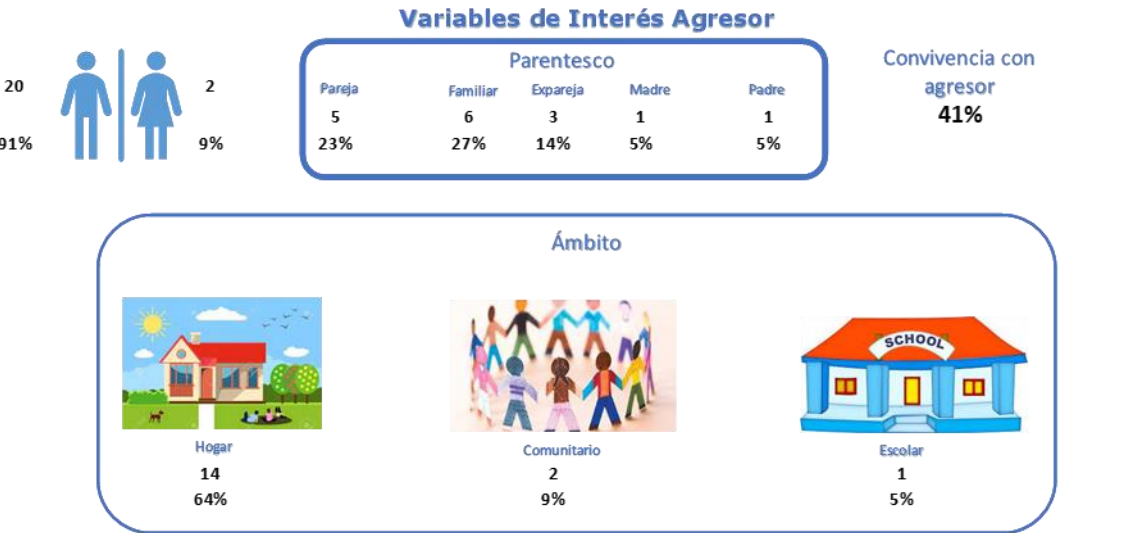 Variables de Interés Agresor
20
91%
2
9%
Parentesco
Pareja Familiar Expareja Madre Padre
5 6 3 1 1
23% 27% 14% 5% 5%
Convivencia con
agresor
41%
Ámbito
SCHOOL
Hogar Comunitario Escolar
14 2 1
64% 9% 5%